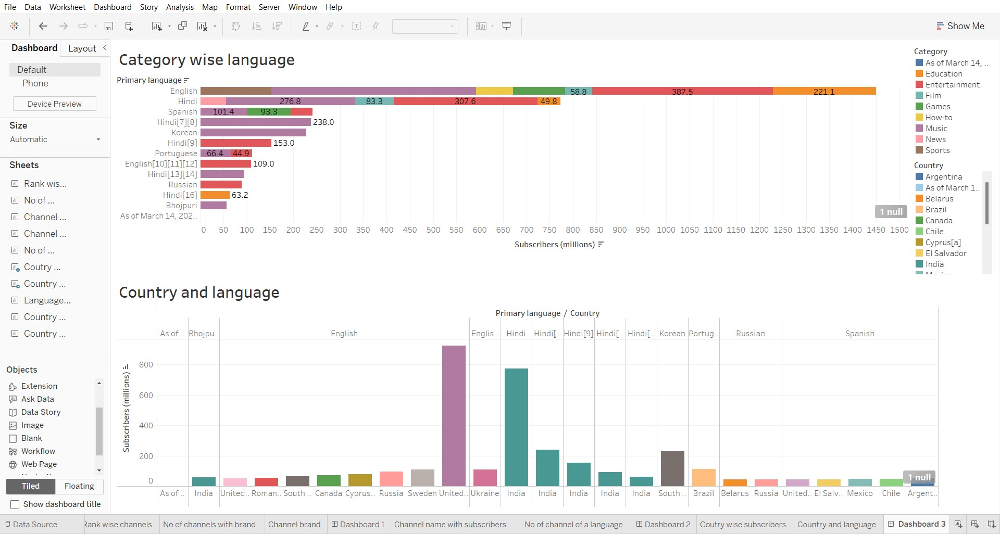 File Data Worksheet Dashboard Story Analysis Map Format Server Window Help
Show Me
Dashboard Layout
Default
Phone
Device Preview
Size
Automatic
Sheets
Rank wis...
No of ...
Channel ...
Channel ...
No of ...
Coutry ...
Country ...
Language...
Country ...
Country ...
Objects
Extension
Ask Data
Data Story
Image
Blank
Workflow
Web Page
Tiled Floating
Show dashboard title
Category wise language
Primary language
English 58.8 387.5 221.1
Hindi 276.8 83.3 307.6 49.8
Spanish 101.4 93.3
Hindi[7][8] 238.0
Korean
Hindi[9] 153.0
Portuguese 66.4 44.9
English[10][11][12] 109.0
Hindi[13][14]
Russian
Hindi[16] 63.2
Bhojpuri
As of March 14, 202..
1 null
0 50 100 150 200 250 300 350 400 450 500 550 600 650 700 750 800 850 900 950 1000 1050 1100 1150 1200 1250 1300 1350 1400 1450 1500
Subscribers (millions)
Category
As of March 14, ..
Education
Entertainment
Film
Games
How-to
Music
News
Sports
Country
Argentina
As of March 1..
Belarus
Brazil
Canada
Chile
Cyprus[a]
El Salvador
India
Country and language
Primary language / Country
As of .. Bhojpu.. English Englis.. Hindi Hindi[.. Hindi[9] Hindi[.. Hindi[.. Korean Portug.. Russian Spanish
Subscribers (millions)
800
600
400
200
0
1 null
As of .. India United.. Roman.. South .. Canada Cyprus.. Russia Sweden United.. Ukraine India India India India India South .. Brazil Belarus Russia United.. El Salv.. Mexico Chile Argent..
Data Source Rank wise channels No of channels with brand Channel brand Dashboard 1 Channel name with subscribers ... No of channel of a language Dashboard 2 Coutry wise subscribers Country and language Dashboard 3